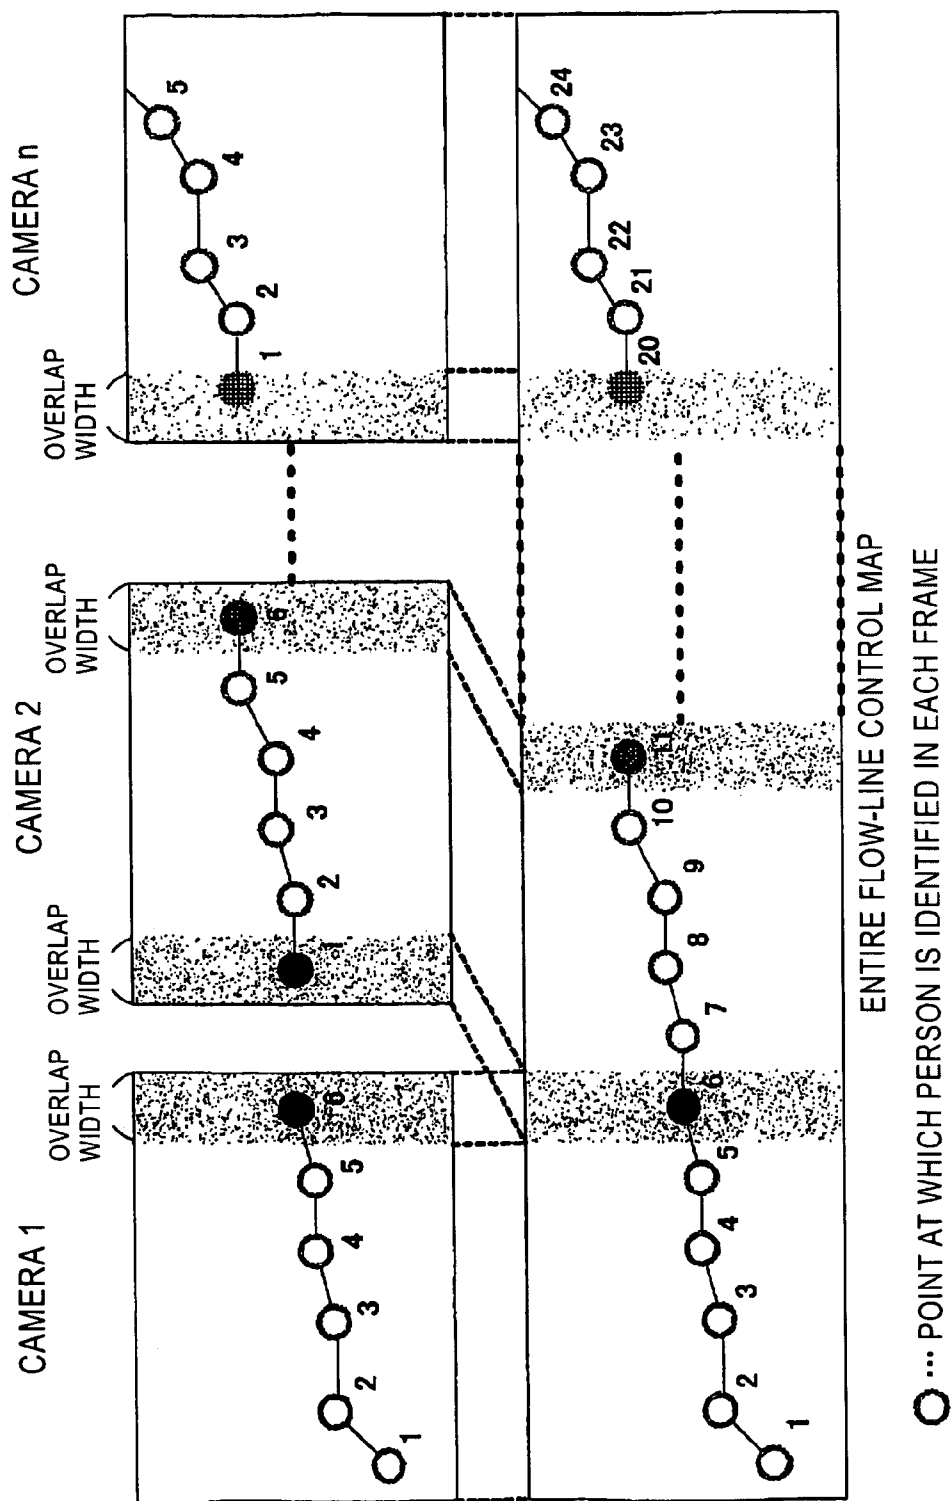 CAMERA 1
CAMERA 2
CAMERA n
OVERLAP
WIDTH
OVERLAP
WIDTH
OVERLAP
WIDTH
OVERLAP
WIDTH
1
2
3
4
5
6
1
2
3
4
5
6
1
2
3
4
5
1
2
3
4
5
6
7
8
9
10
11
20
21
22
23
24
ENTIRE FLOW-LINE CONTROL MAP
••• POINT AT WHICH PERSON IS IDENTIFIED IN EACH FRAME